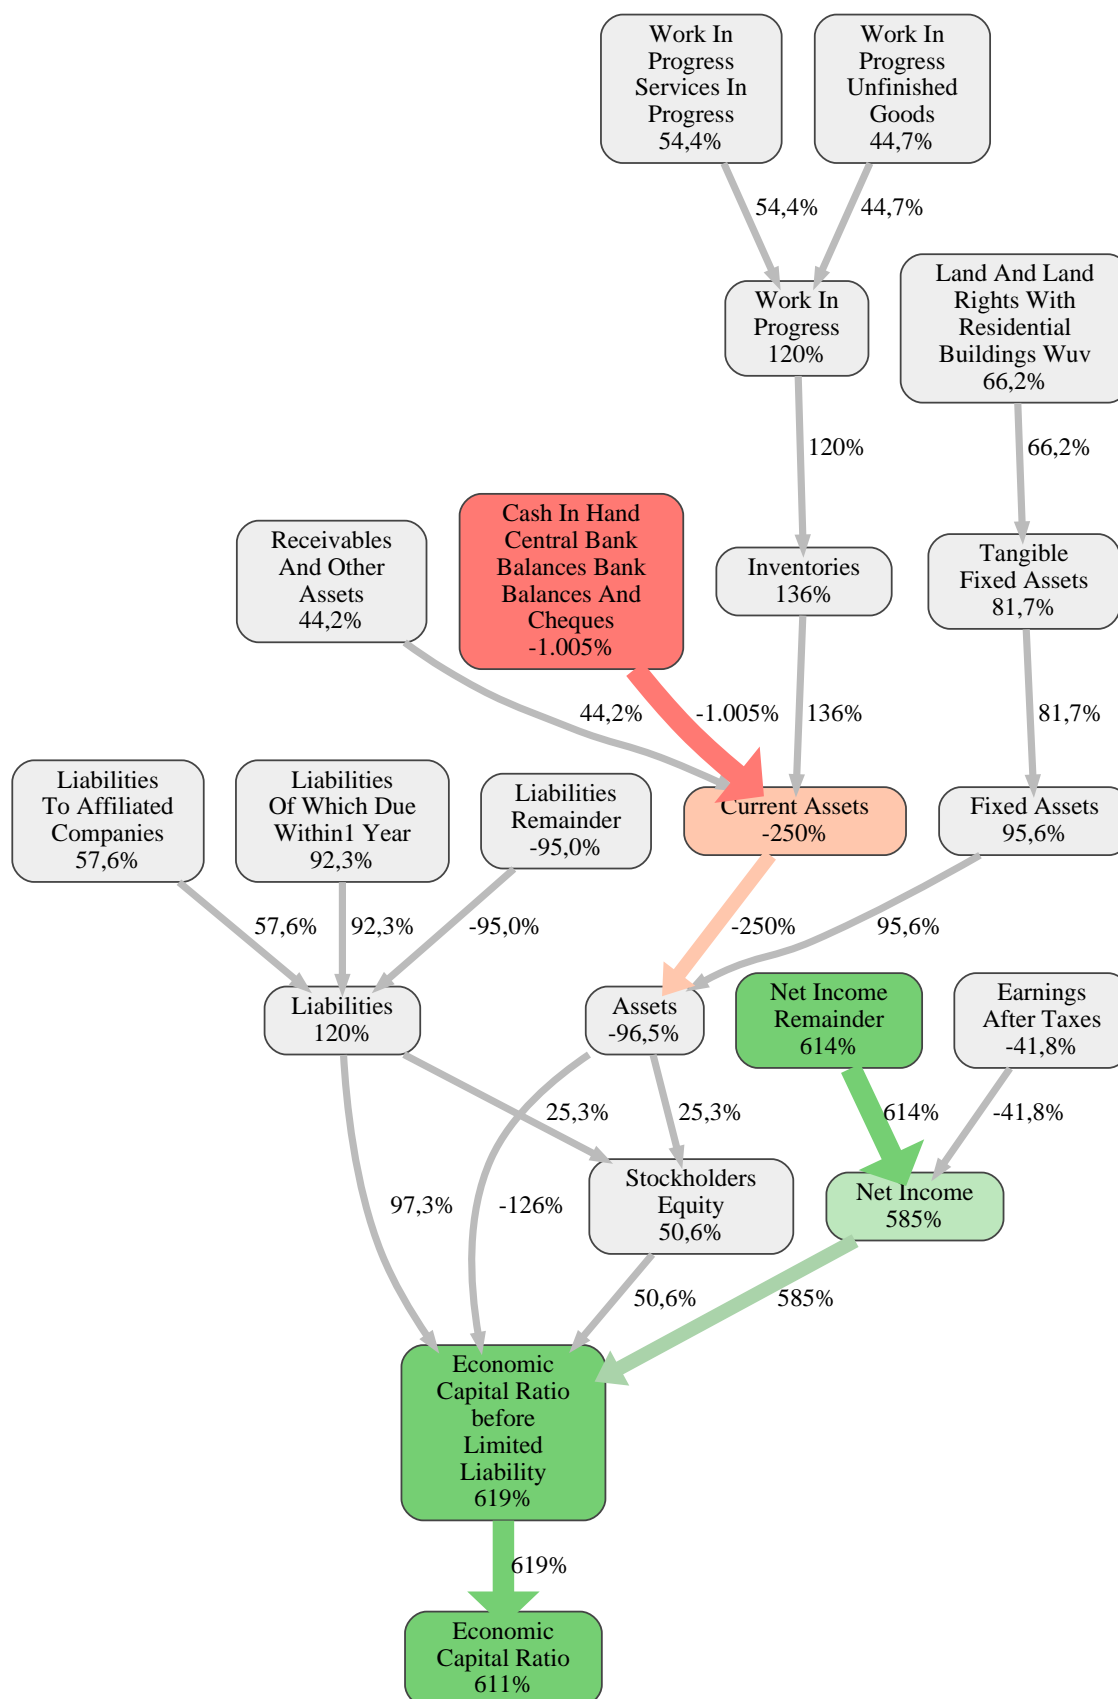 Work In
Progress
Services In
Progress
54,4%
Work In
Progress
Unfinished
Goods
44,7%
54,4%
44,7%
Work In
Progress
120%
Land And Land
Rights With
Residential
Buildings Wuv
66,2%
120%
66,2%
Receivables
And Other
Assets
44,2%
Cash In Hand
Central Bank
Balances Bank
Balances And
Cheques
-1.005%
Inventories
136%
Tangible
Fixed Assets
81,7%
44,2%
-1.005%
136%
81,7%
Liabilities
To Affiliated
Companies
57,6%
Liabilities
Of Which Due
Within1 Year
92,3%
Liabilities
Remainder
-95,0%
Current Assets
-250%
Fixed Assets
95,6%
57,6%
92,3%
-95,0%
-250%
95,6%
Liabilities
120%
Assets
-96,5%
Net Income
Remainder
614%
Earnings
After Taxes
-41,8%
25,3%
25,3%
614%
-41,8%
97,3%
-126%
Stockholders
Equity
50,6%
Net Income
585%
50,6%
585%
Economic
Capital Ratio
before
Limited
Liability
619%
619%
Economic
Capital Ratio
611%